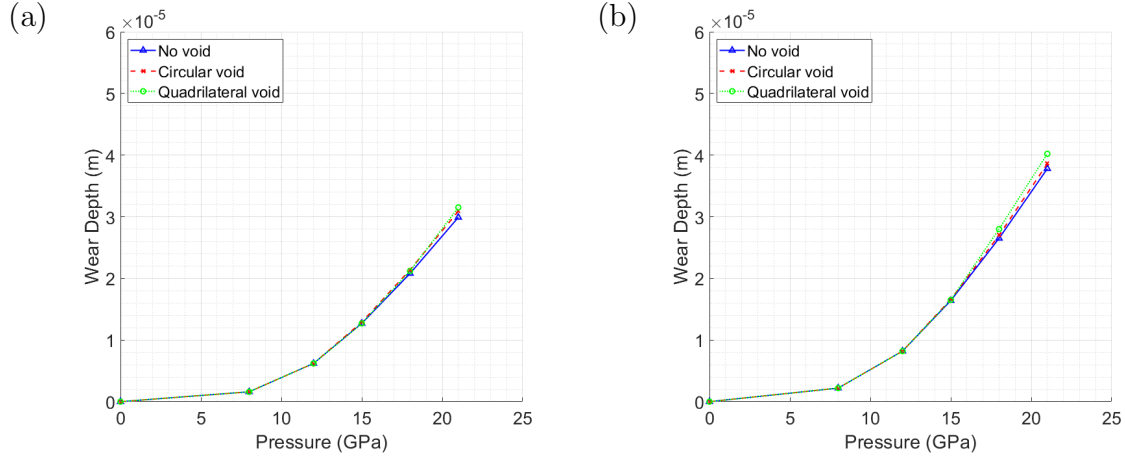 (a)
×10-5
6
5
4
3
2
1
0
No void
Circular void
Quadrilateral void
Wear Depth (m)
0 5 10 15 20 25
Pressure (GPa)
(b)
×10-5
6
5
4
3
2
1
0
No void
Circular void
Quadrilateral void
Wear Depth (m)
0 5 10 15 20 25
Pressure (GPa)